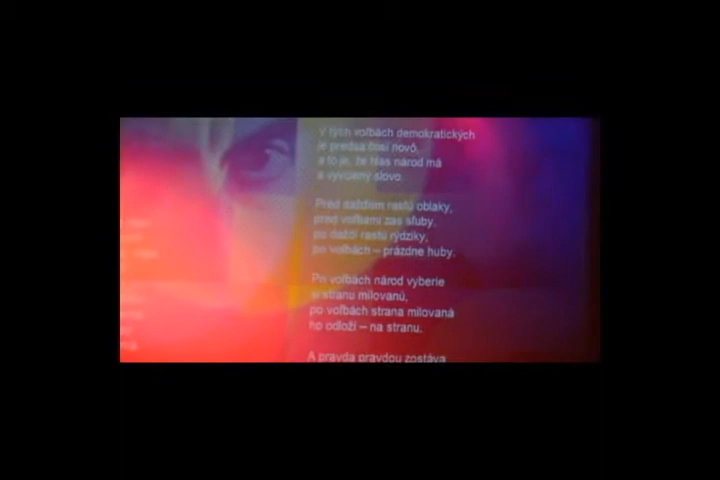 V tých voľbách demokratických
je predsa čosi nové,
a to je, že hlas národ má
a vyvolený slovo.
Pred dažďom rastú oblaky,
pred voľbami zas sľuby,
po daždi rastú rýdziky,
po voľbách – prázdne huby.
Pri voľbách národ vyberie
si stranu milovanú,
po voľbách strana milovaná
ho odloží – na stranu.
A pravda pravdou zostáva